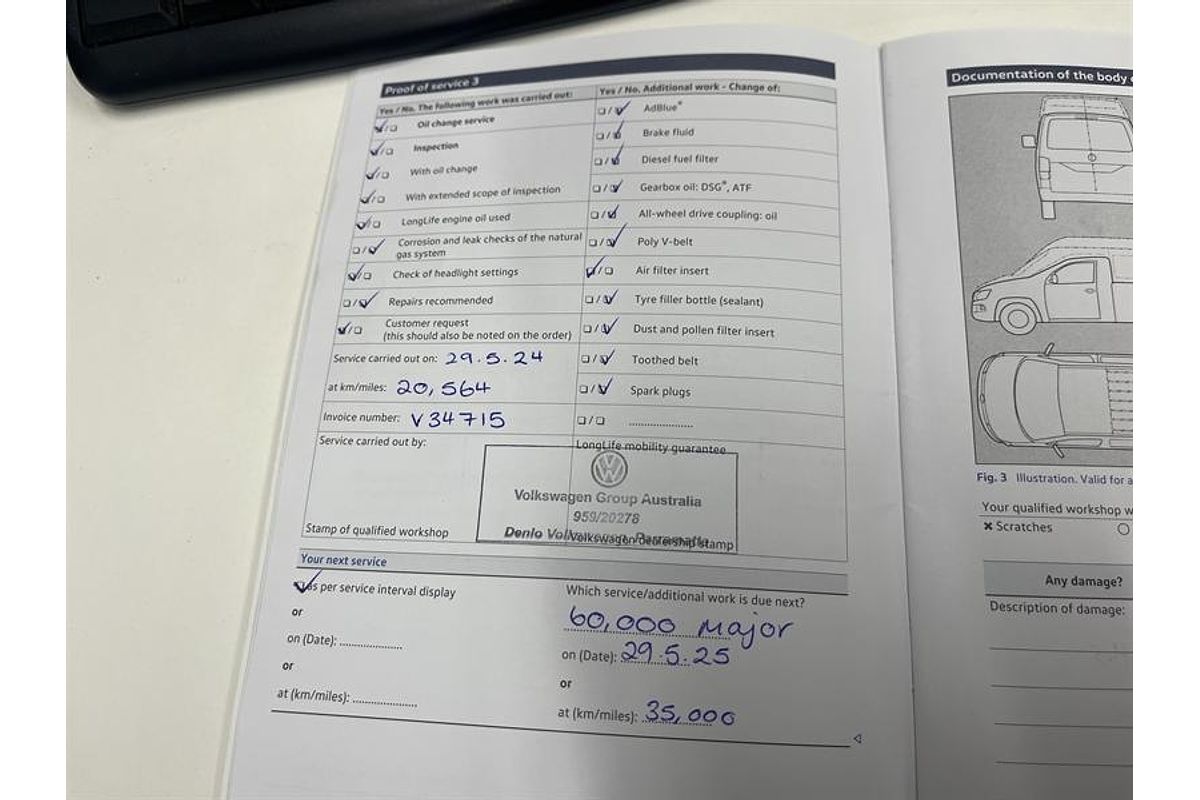 Proof of service 3
Yes / No. The following work was carried out:
Oil change service
Inspection
With oil change
With extended scope of inspection
LongLife engine oil used
Corrosion and leak checks of the natural
gas system
Check of headlight settings
Repairs recommended
Customer request
(this should also be noted on the order)
Service carried out on: 29.5.24
at km/miles: 20,564
Invoice number: V34715
Service carried out by:
Stamp of qualified workshop
Yes / No. Additional work - Change of:
AdBlue®
Brake fluid
Diesel fuel filter
Gearbox oil: DSG®, ATF
All-wheel drive coupling: oil
Poly V-belt
Air filter insert
Tyre filler bottle (sealant)
Dust and pollen filter insert
Toothed belt
Spark plugs
LongLife mobility guarantee
Volkswagen Group Australia
959/20278
Denlo Volkswagen Parramatta
Volkswagen dealership stamp
Your next service
as per service interval display
or
on (Date):
or
at (km/miles):
Which service/additional work is due next?
60,000 Major
on (Date): 29.5.25
or
at (km/miles): 35,000
Documentation of the body
Fig. 3 Illustration. Valid for a
Your qualified workshop w
× Scratches
Any damage?
Description of damage: